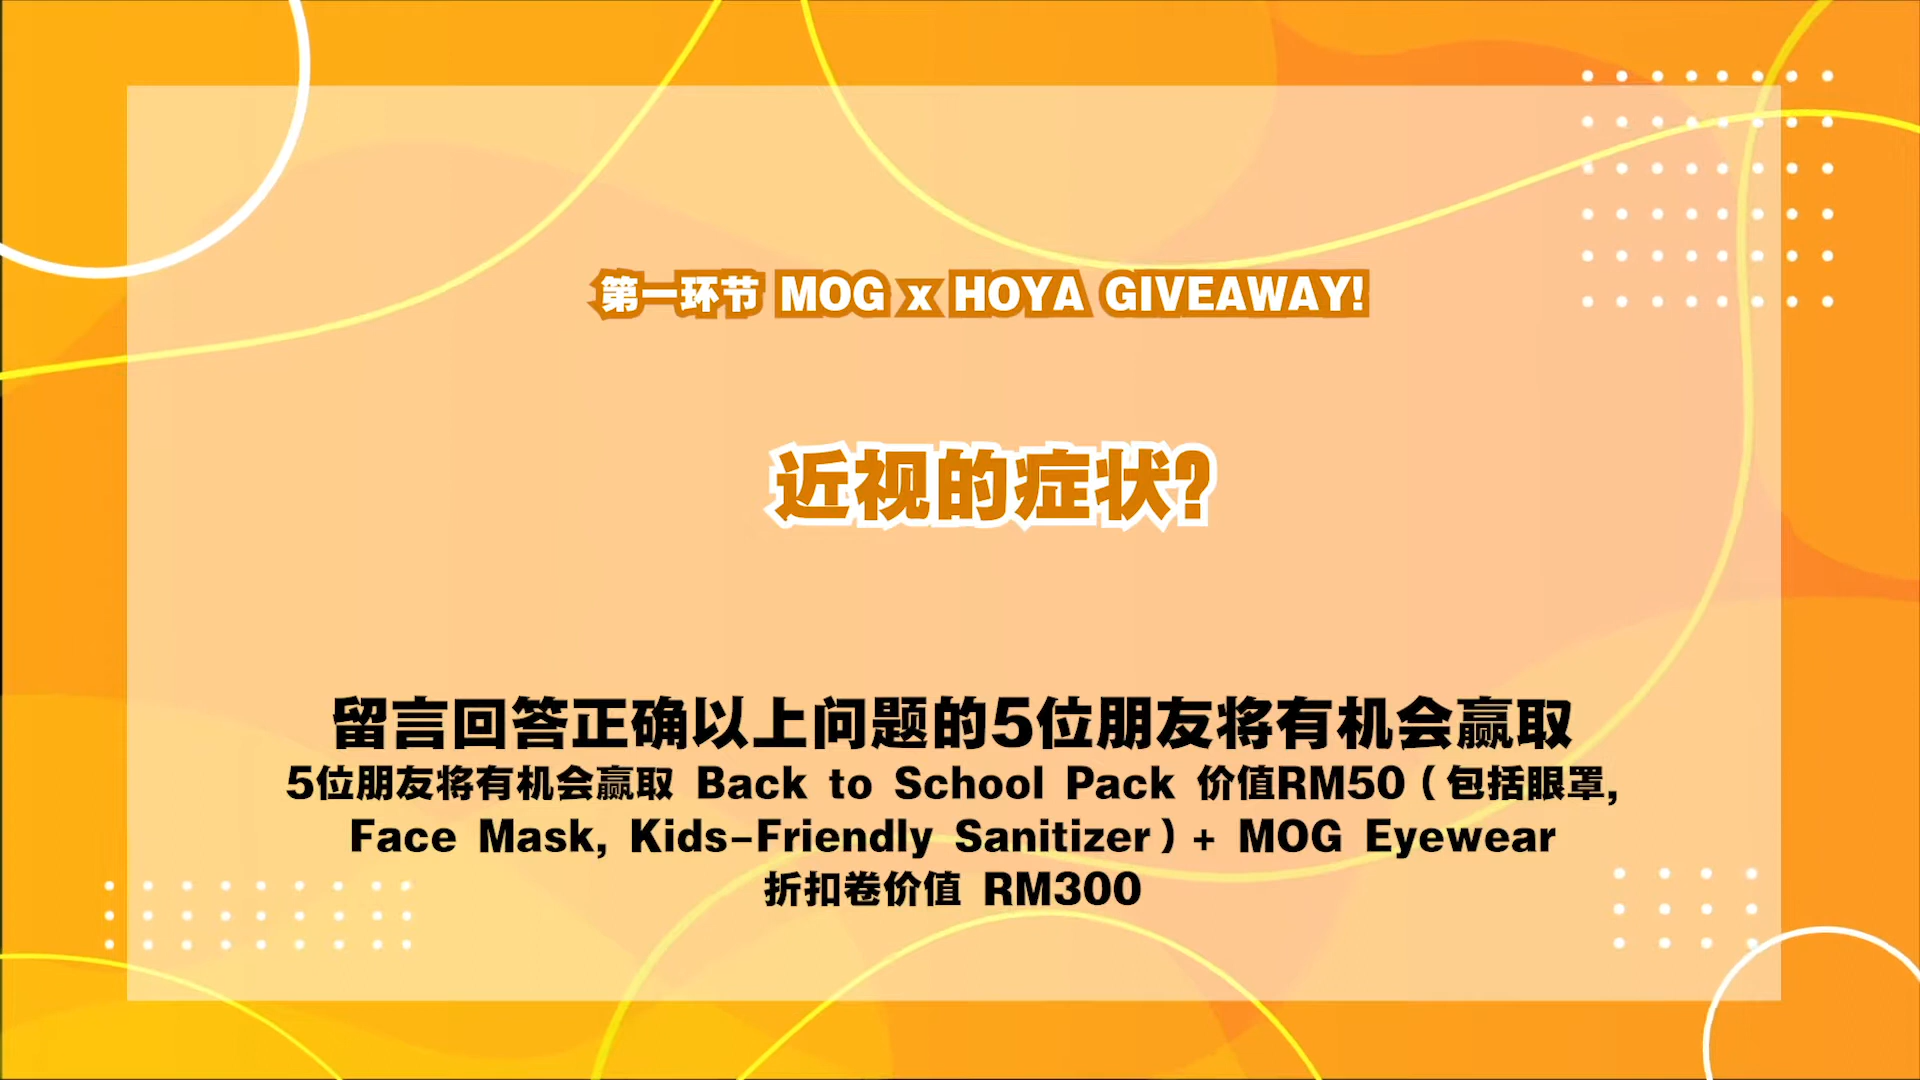 第一环节 MOG x HOYA GIVEAWAY!
近视的症状?
留言回答正确以上问题的5位朋友将有机会赢取
5位朋友将有机会赢取 Back to School Pack 价值RM50（包括眼罩,
Face Mask, Kids-Friendly Sanitizer）+ MOG Eyewear
折扣卷价值 RM300